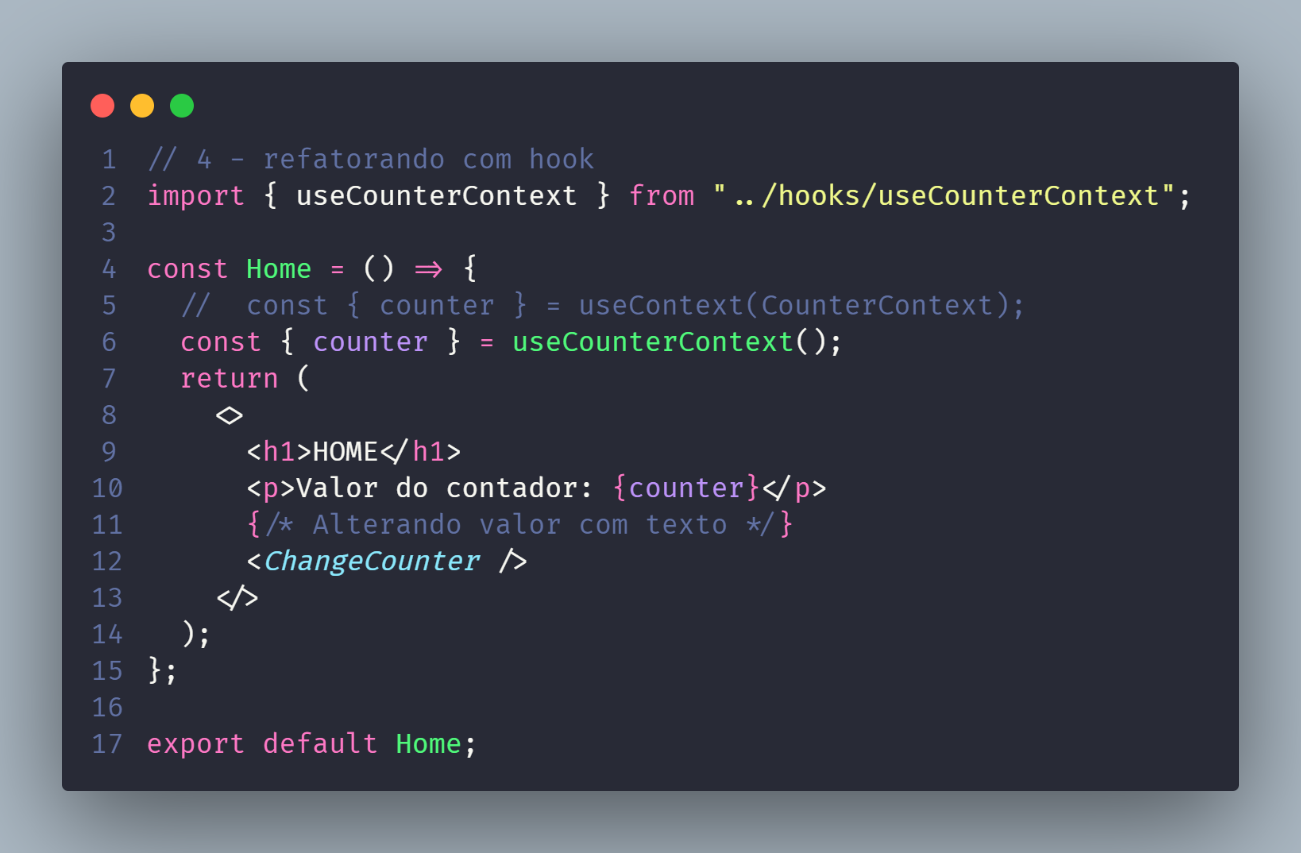 1 // 4 - refatorando com hook
2 import { useCounterContext } from "../hooks/useCounterContext";
3
4 const Home = () => {
5   //  const { counter } = useContext(CounterContext);
6   const { counter } = useCounterContext();
7   return (
8     <>
9       <h1>HOME</h1>
10       <p>Valor do contador: {counter}</p>
11       {/* Alterando valor com texto */}
12       <ChangeCounter />
13     </>
14   );
15 };
16
17 export default Home;